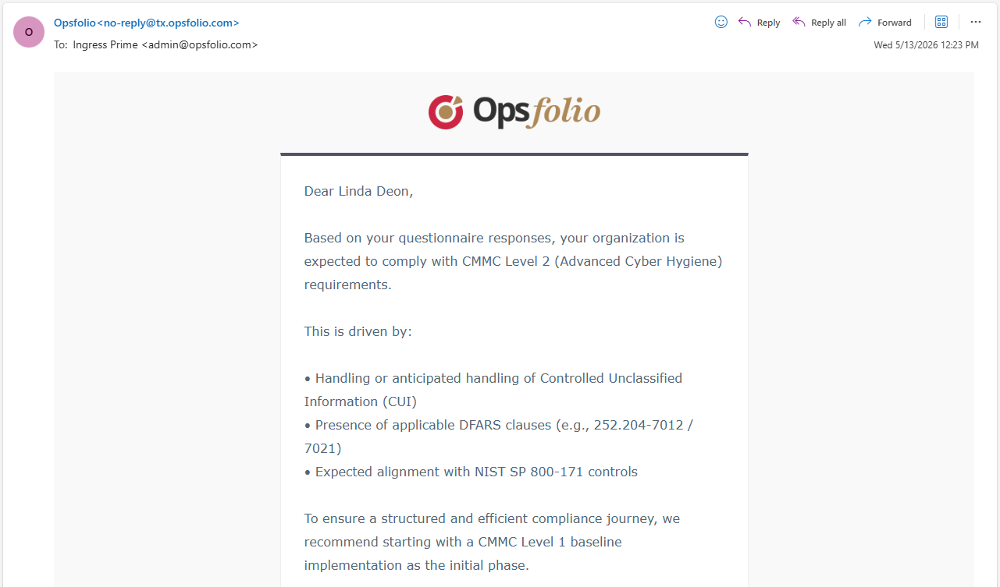 O
Opsfolio<no-reply@tx.opsfolio.com>
Reply
Reply all
Forward
To: Ingress Prime <admin@opsfolio.com>
Wed 5/13/2026 12:23 PM
Opsfolio
Dear Linda Deon,
Based on your questionnaire responses, your organization is
expected to comply with CMMC Level 2 (Advanced Cyber Hygiene)
requirements.
This is driven by:
• Handling or anticipated handling of Controlled Unclassified
Information (CUI)
• Presence of applicable DFARS clauses (e.g., 252.204-7012 /
7021)
• Expected alignment with NIST SP 800-171 controls
To ensure a structured and efficient compliance journey, we
recommend starting with a CMMC Level 1 baseline
implementation as the initial phase.